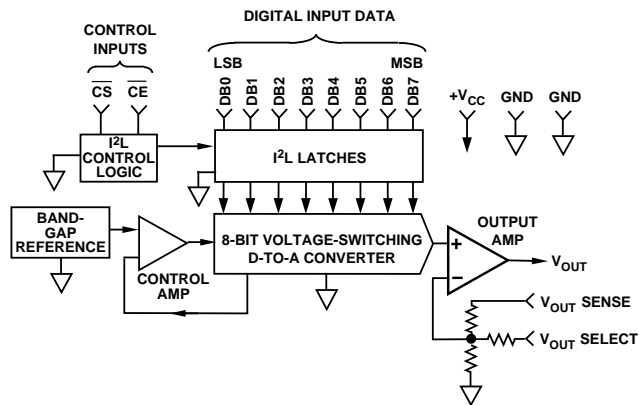 DIGITAL INPUT DATA
CONTROL
INPUTS
LSB
MSB
CS
CE
DB0
DB1
DB2
DB3
DB4
DB5
DB6
DB7
+VCC
GND
GND
I2L
CONTROL
LOGIC
I2L LATCHES
BAND-
GAP
REFERENCE
CONTROL
AMP
8-BIT VOLTAGE-SWITCHING
D-TO-A CONVERTER
OUTPUT
AMP
+
–
VOUT
VOUT SENSE
VOUT SELECT